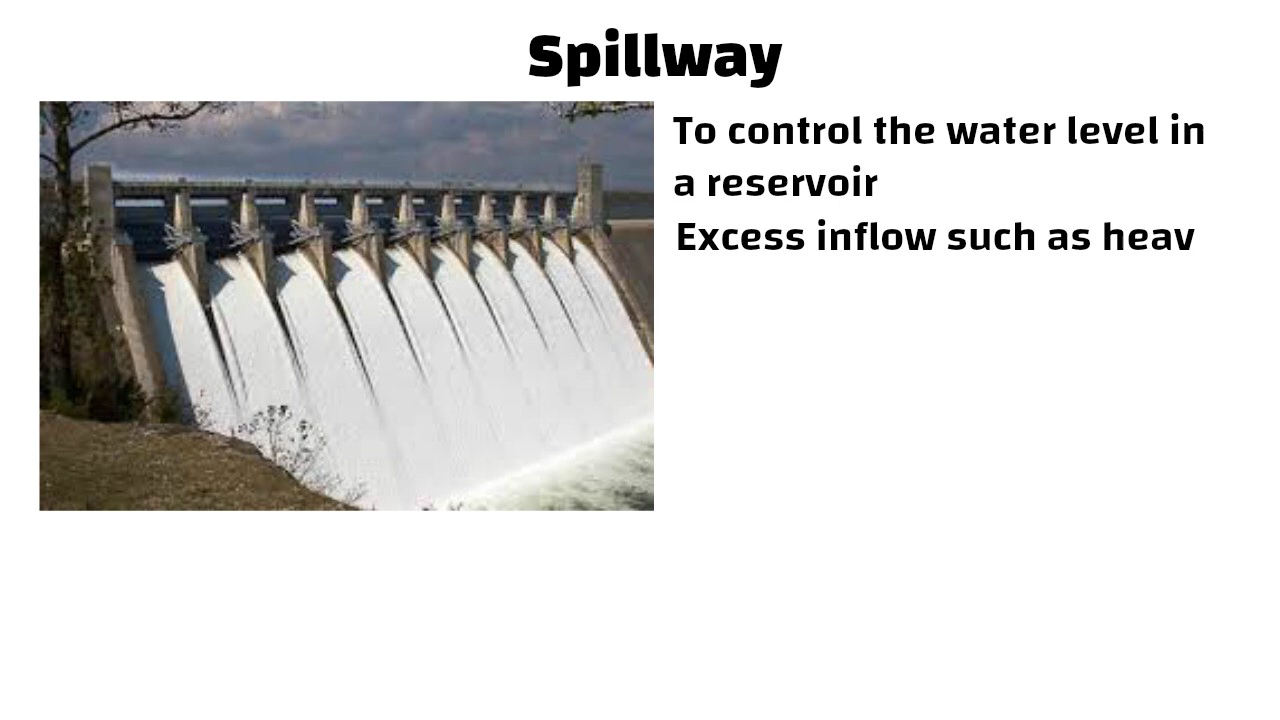 Spillway
To control the water level in
a reservoir
Excess inflow such as heav